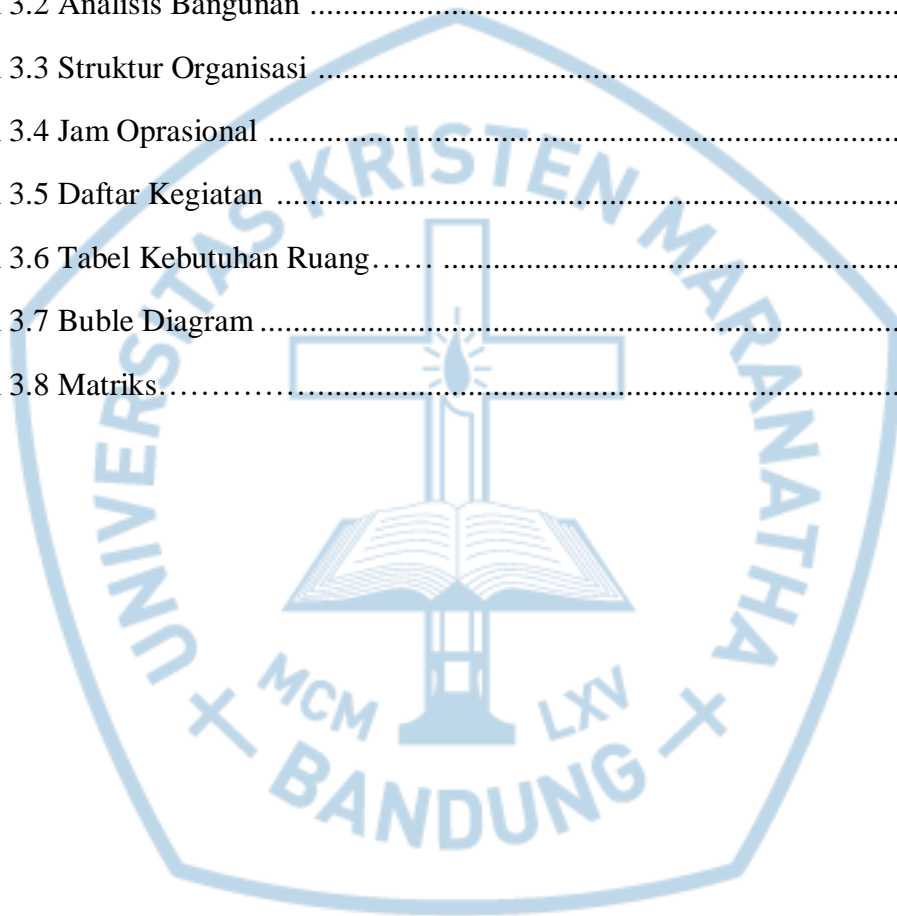 3.2 Analisis Bangunan ......................................................................
3.3 Struktur Organisasi .....................................................................
3.4 Jam Oprasional ...........................................................................
3.5 Daftar Kegiatan ..........................................................................
3.6 Tabel Kebutuhan Ruang…… ......................................................
3.7 Buble Diagram ............................................................................
3.8 Matriks……………......................................................................
UNIVERSITAS KRISTEN MARANATHA
MCM LXV
BANDUNG